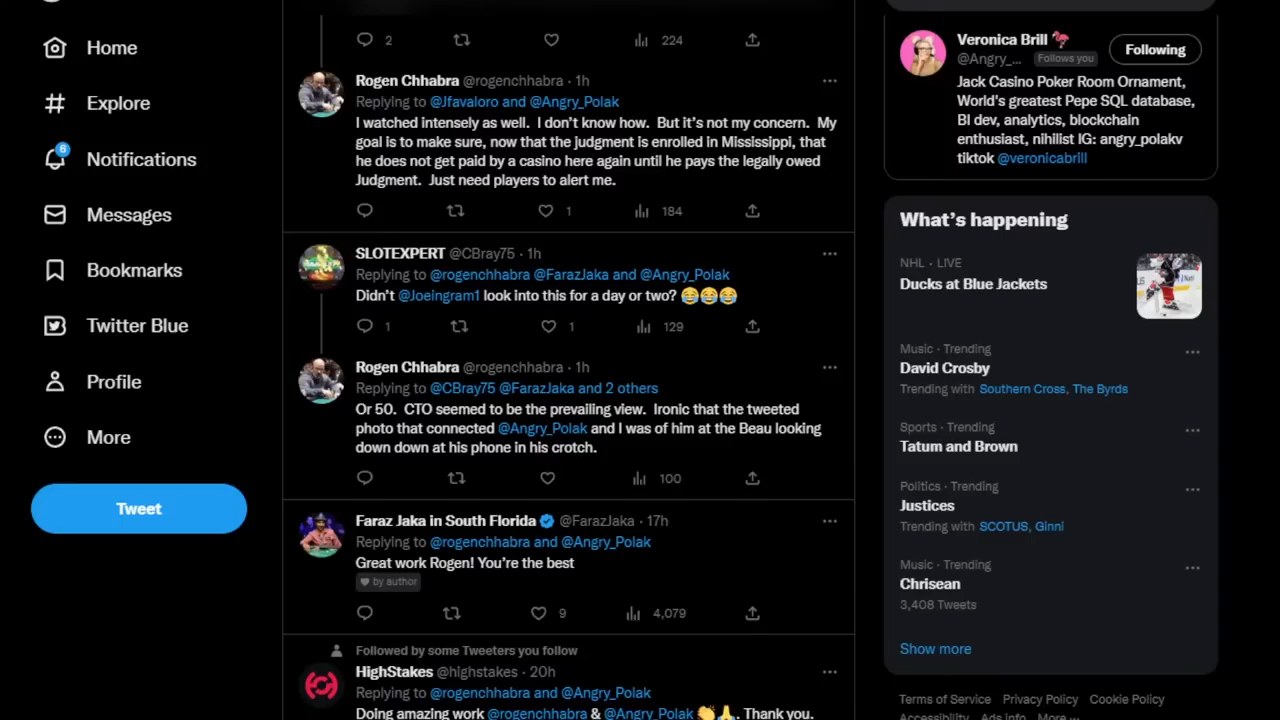 Home
Explore
6
Notifications
Messages
Bookmarks
Twitter Blue
Profile
More
Tweet
2
224
Rogen Chhabra @rogenchhabra · 1h
Replying to @Jfavaloro and @Angry_Polak
I watched intensely as well. I don't know how. But it's not my concern. My
goal is to make sure, now that the judgment is enrolled in Mississippi, that
he does not get paid by a casino here again until he pays the legally owed
Judgment. Just need players to alert me.
1 184
SLOTEXPERT @CBray75 · 1h
Replying to @rogenchhabra @FarazJaka and @Angry_Polak
Didn't @Joeingram1 look into this for a day or two? 😂😂😂
1 1 129
Rogen Chhabra @rogenchhabra · 1h
Replying to @CBray75 @FarazJaka and 2 others
Or 50. CTO seemed to be the prevailing view. Ironic that the tweeted
photo that connected @Angry_Polak and I was of him at the Beau looking
down down at his phone in his crotch.
100
Faraz Jaka in South Florida @FarazJaka · 17h
Replying to @rogenchhabra and @Angry_Polak
Great work Rogen! You're the best
by author
9 4,079
Followed by some Tweeters you follow
HighStakes @highstakes · 20h
Replying to @rogenchhabra and @Angry_Polak
Doing amazing work @rogenchhabra & @Angry_Polak 👏🙏. Thank you.
Veronica Brill 🦩
@Angry_... Follows you
Following
Jack Casino Poker Room Ornament,
World's greatest Pepe SQL database,
BI dev, analytics, blockchain
enthusiast, nihilist IG: angry_polakv
tiktok @veronicabrill
What's happening
NHL · LIVE
Ducks at Blue Jackets
Music · Trending
David Crosby
Trending with Southern Cross, The Byrds
Sports · Trending
Tatum and Brown
Politics · Trending
Justices
Trending with SCOTUS, Ginni
Music · Trending
Chrisean
3,408 Tweets
Show more
Terms of Service Privacy Policy Cookie Policy
Accessibility Ads info More ...